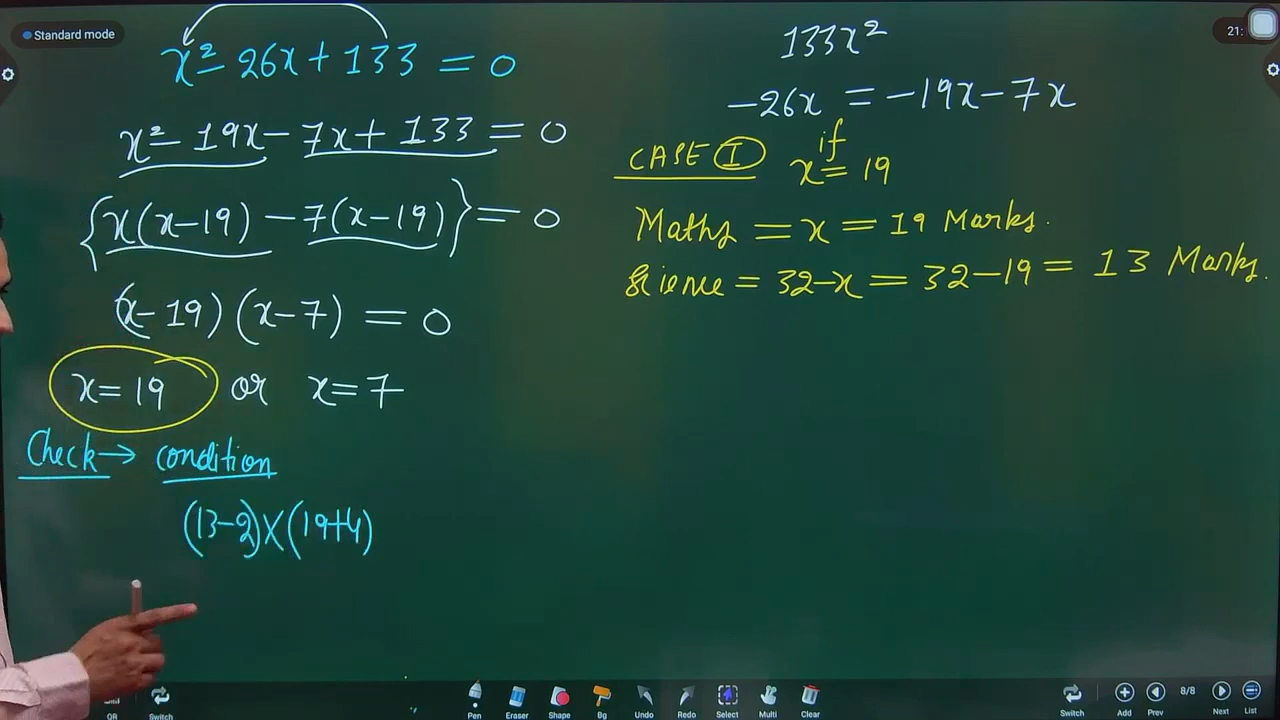 Standard mode
21:
x² - 26x + 133 = 0
x² - 19x - 7x + 133 = 0
{x(x-19) - 7(x-19)} = 0
(x-19)(x-7) = 0
x = 19 or x = 7
Check → condition
(13-2)×(19+4)
133x²
-26x = -19x - 7x
CASE I if x = 19
Maths = x = 19 Marks.
Science = 32-x = 32-19 = 13 Marks.
QR Switch Pen Eraser Shape Bg Undo Redo Select Multi Clear Switch Add Prev 8/8 Next List